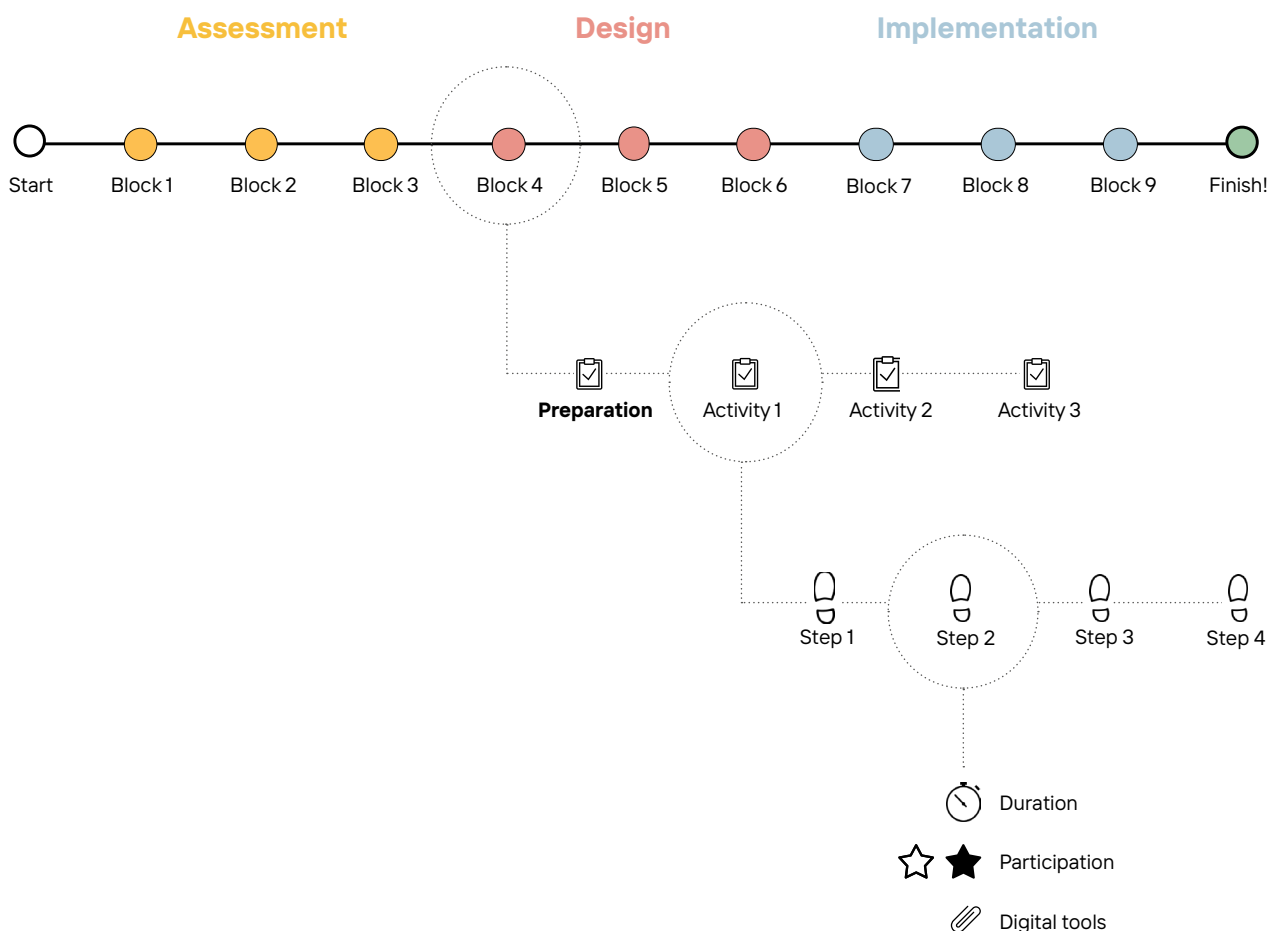 Assessment Design Implementation
Start Block 1 Block 2 Block 3 Block 4 Block 5 Block 6 Block 7 Block 8 Block 9 Finish!
Preparation Activity 1 Activity 2 Activity 3
Step 1 Step 2 Step 3 Step 4
Duration
Participation
Digital tools